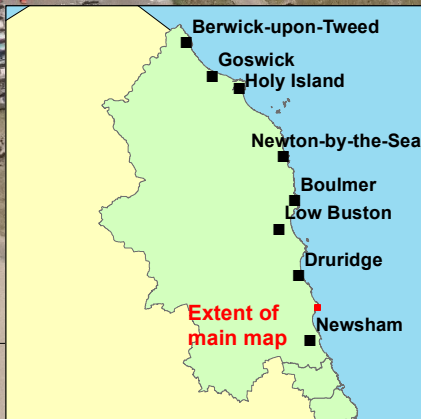 Berwick-upon-Tweed
Goswick
Holy Island
Newton-by-the-Sea
Boulmer
Low Buston
Druridge
Extent of
main map
Newsham